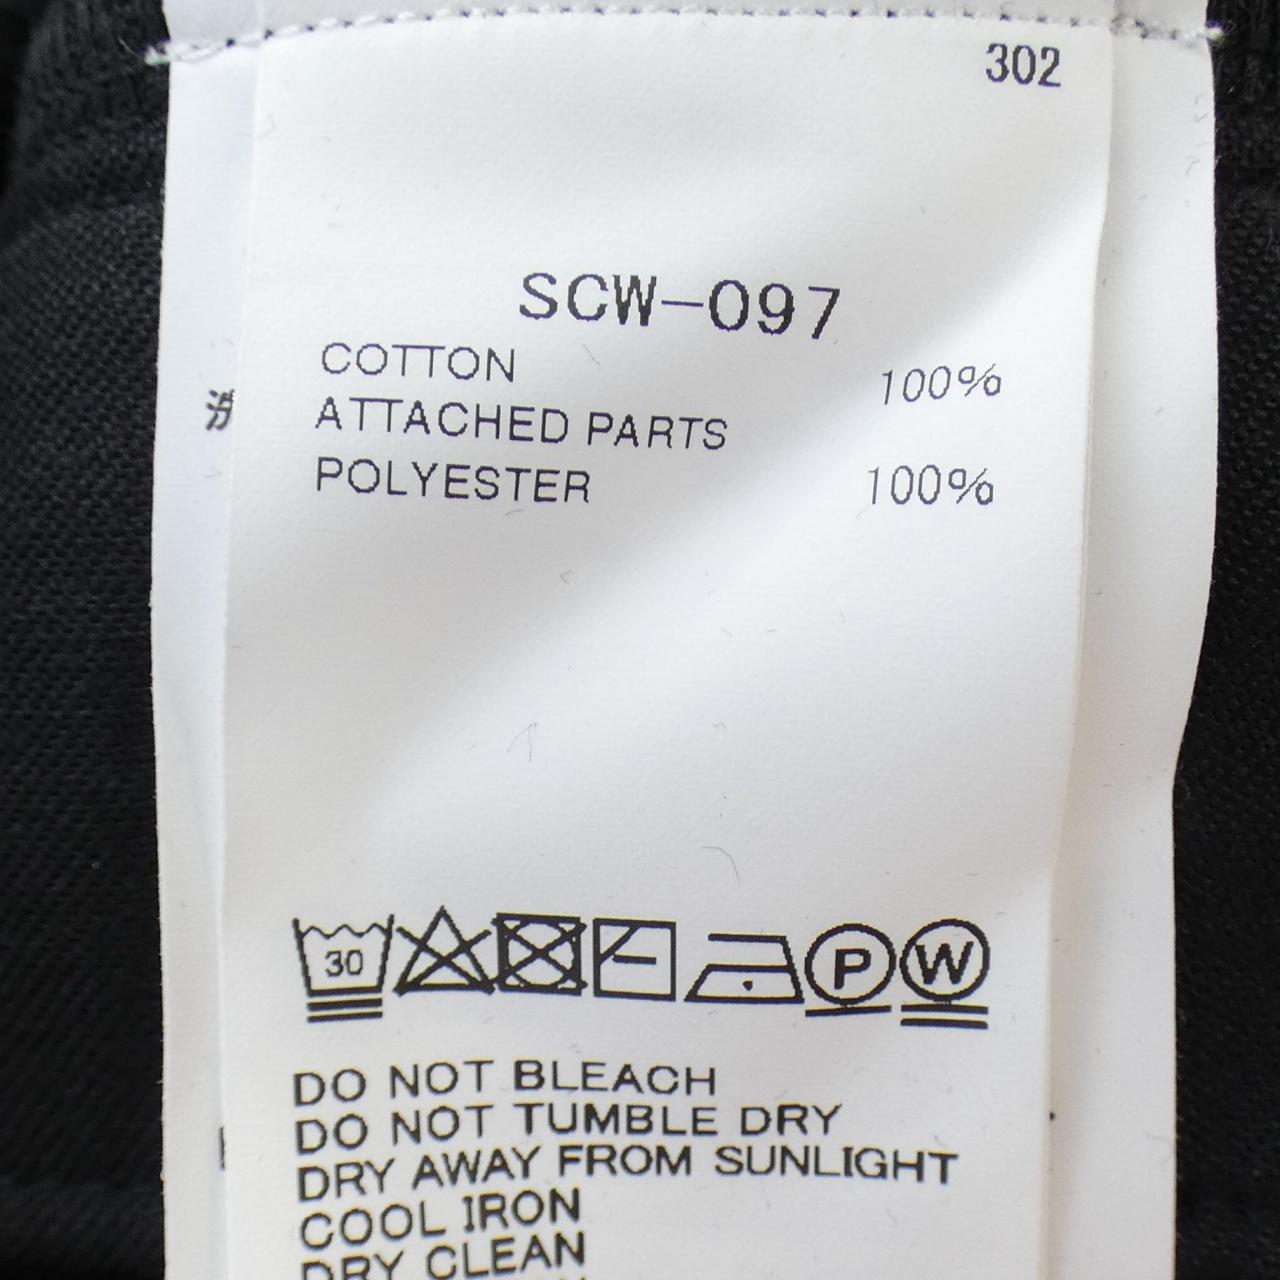 302
SCW-097
COTTON 100%
ATTACHED PARTS
POLYESTER 100%
洗
30
P
W
DO NOT BLEACH
DO NOT TUMBLE DRY
DRY AWAY FROM SUNLIGHT
COOL IRON
DRY CLEAN